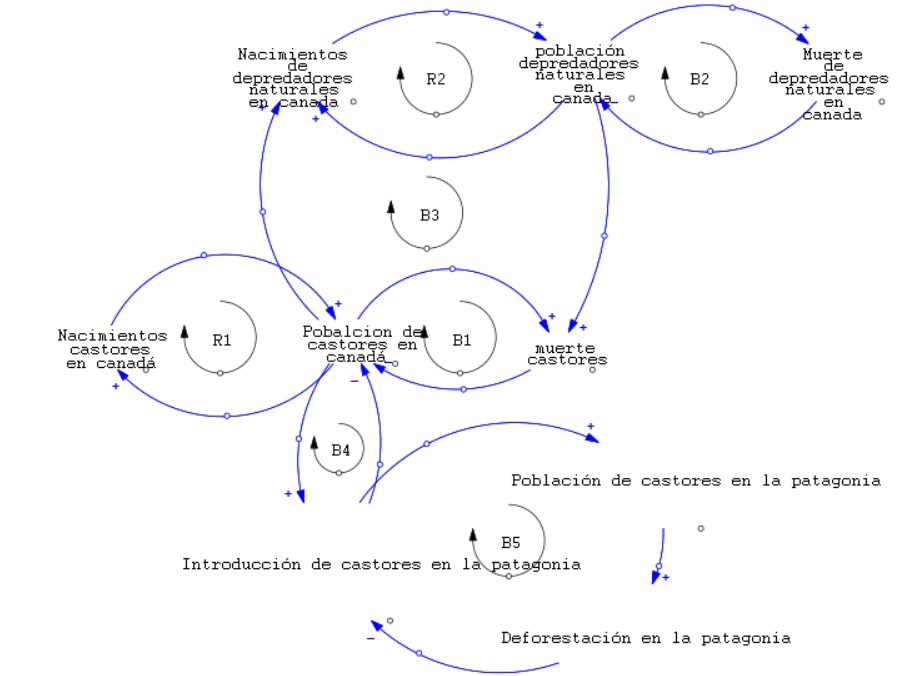 Nacimientos
de
depredadores
naturales
en canada
R2
población
depredadores
naturales
en
canada
B2
Muerte
de
depredadores
naturales
en
canada
+
+
+
+
–
B3
Nacimientos
castores
en canadá
R1
Pobalcion de
castores en
canadá
B1
muerte
castores
+
+
+
+
–
–
B4
+
+
Población de castores en la patagonia
B5
Introducción de castores en la patagonia
+
Deforestación en la patagonia
–